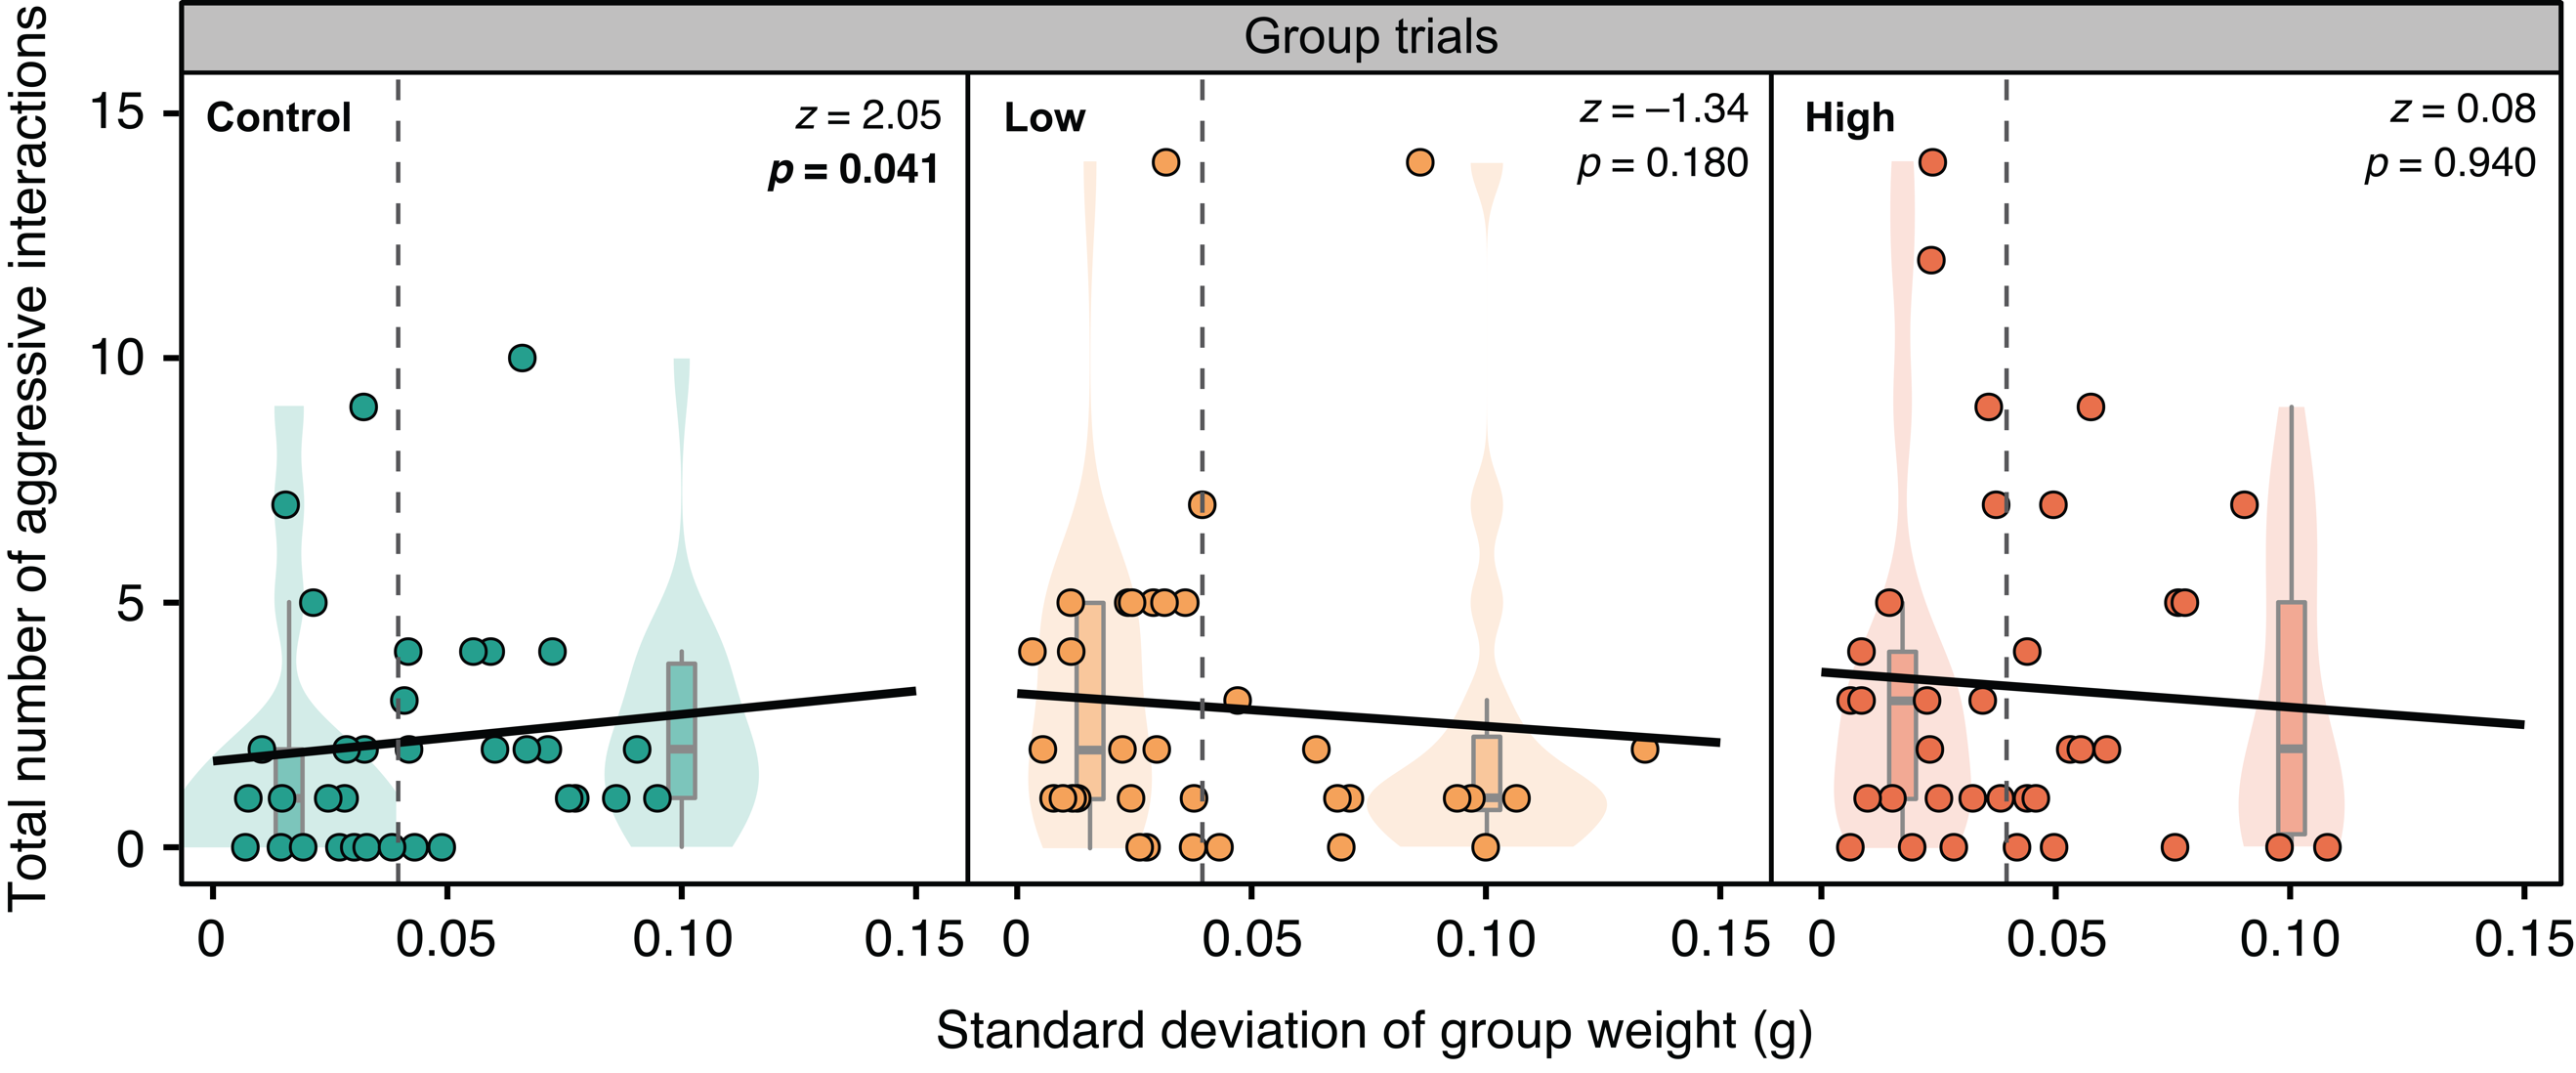 Group trials
Total number of aggressive interactions
15
10
5
0
Control
z = 2.05
p = 0.041
Low
z = –1.34
p = 0.180
High
z = 0.08
p = 0.940
0 0.05 0.10 0.15 0 0.05 0.10 0.15 0 0.05 0.10 0.15
Standard deviation of group weight (g)